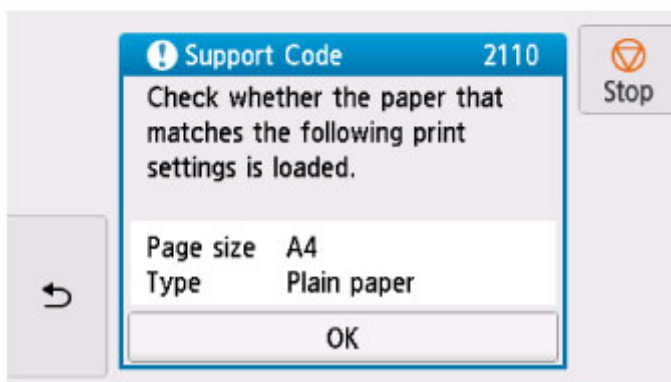 Support Code 2110
Stop
Check whether the paper that
matches the following print
settings is loaded.
Page size A4
Type Plain paper
OK